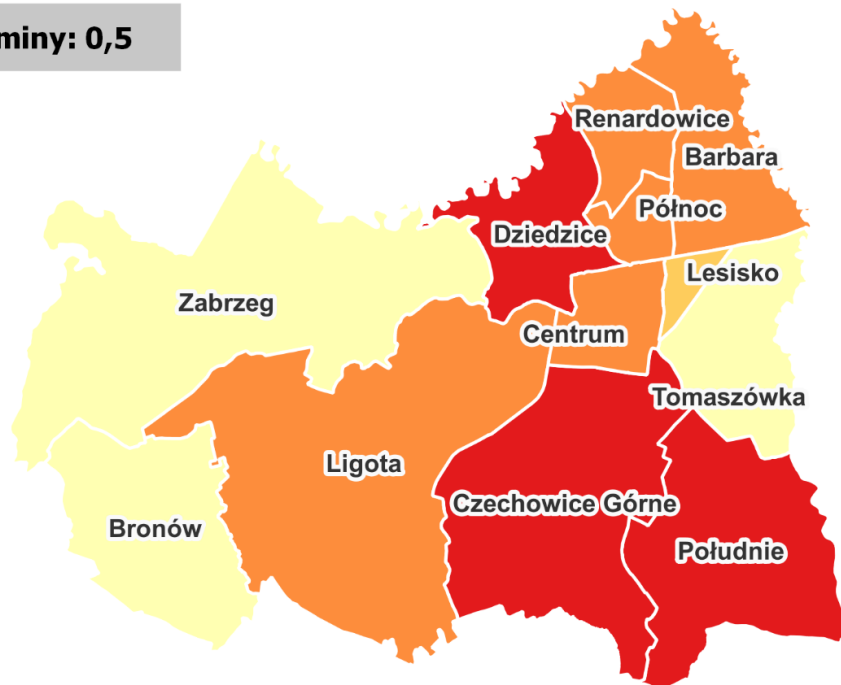 miny: 0,5
Renardowice
Barbara
Północ
Dziedzice
Lesisko
Zabrzeg
Centrum
Tomaszówka
Ligota
Czechowice Górne
Bronów
Południe